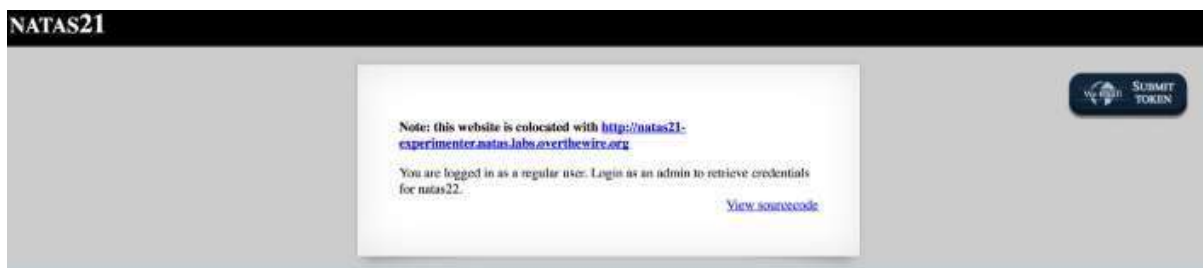 NATAS21
SUBMIT
TOKEN
Note: this website is colocated with http://natas21-
experimenter.natas.labs.overthewire.org
You are logged in as a regular user. Login as an admin to retrieve credentials
for natas22.
View sourcecode